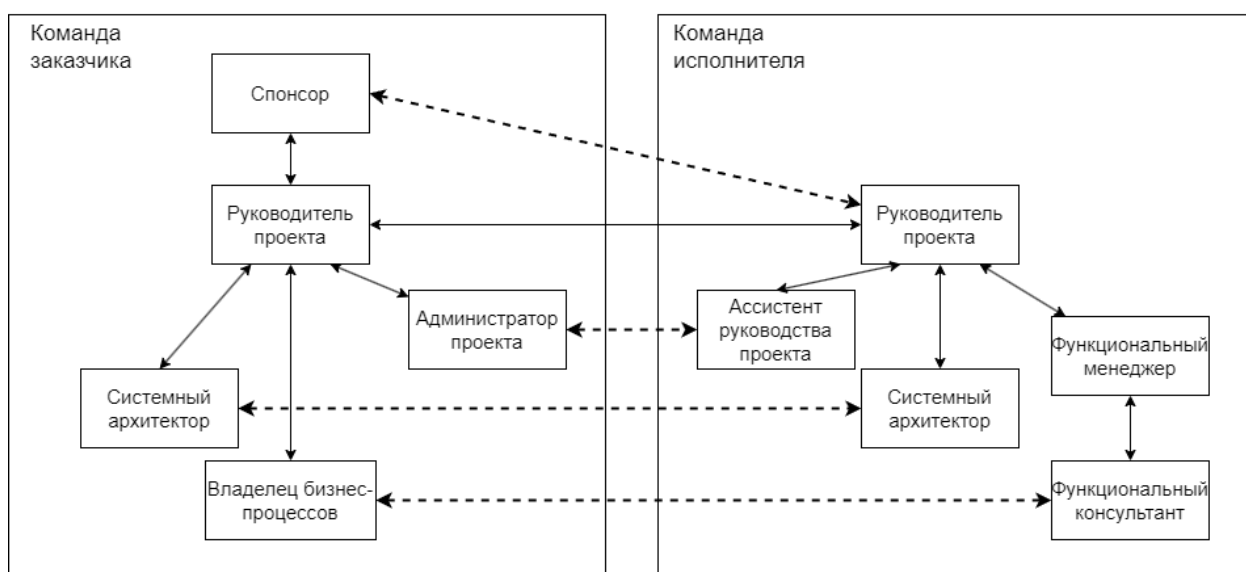 Команда
заказчика
Спонсор
Руководитель
проекта
Администратор
проекта
Системный
архитектор
Владелец бизнес-
процессов
Команда
исполнителя
Руководитель
проекта
Ассистент
руководства
проекта
Функциональный
менеджер
Системный
архитектор
Функциональный
консультант